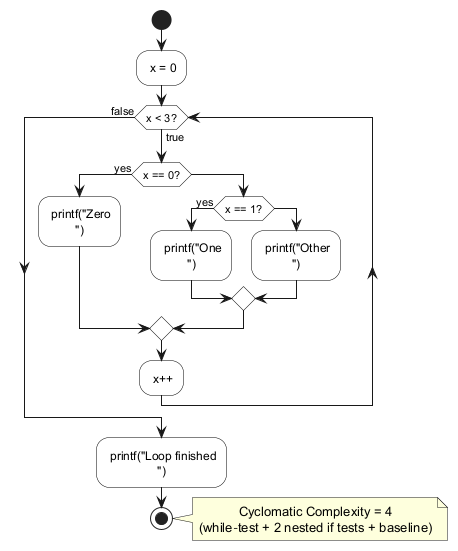 x = 0
false
x < 3?
true
yes
x == 0?
yes
x == 1?
printf("Zero
")
printf("One
")
printf("Other
")
x++
printf("Loop finished
")
Cyclomatic Complexity = 4
(while-test + 2 nested if tests + baseline)